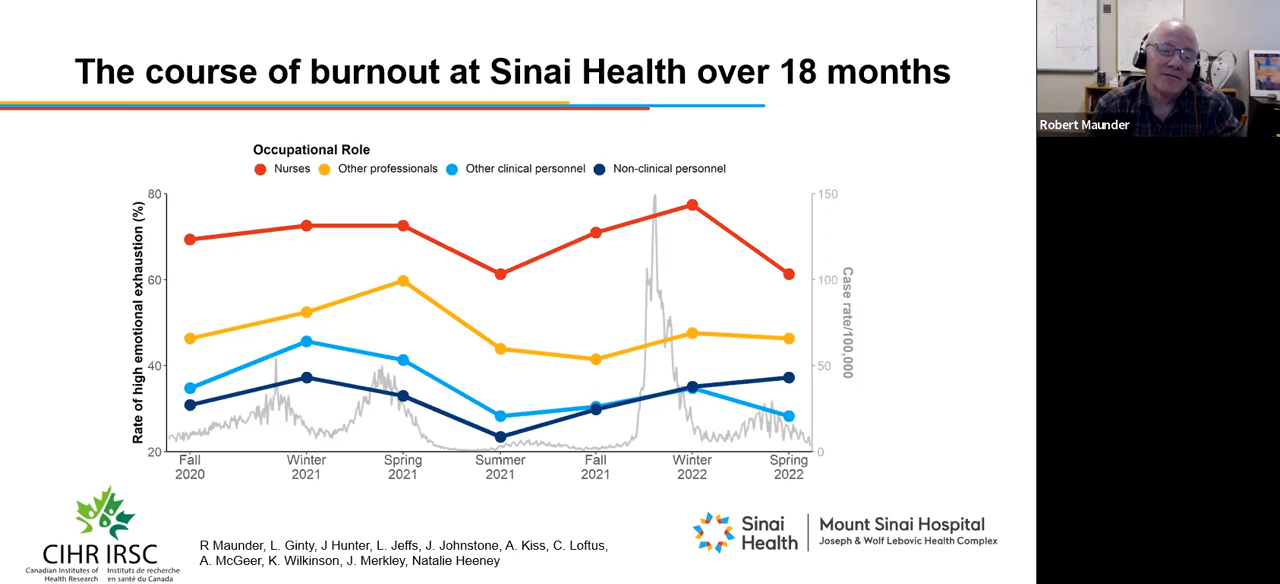 The course of burnout at Sinai Health over 18 months
Robert Maunder
Occupational Role
Nurses Other professionals Other clinical personnel Non-clinical personnel
Rate of high emotional exhaustion (%)
80
60
40
20
150
100
50
0
Case rate/100,000
Fall Winter Spring Summer Fall Winter Spring
2020 2021 2021 2021 2021 2022 2022
CIHR IRSC
Canadian Institutes of Instituts de recherche
Health Research en santé du Canada
R Maunder, L. Ginty, J Hunter, L. Jeffs, J. Johnstone, A. Kiss, C. Loftus,
A. McGeer, K. Wilkinson, J. Merkley, Natalie Heeney
Sinai
Health
Mount Sinai Hospital
Joseph & Wolf Lebovic Health Complex